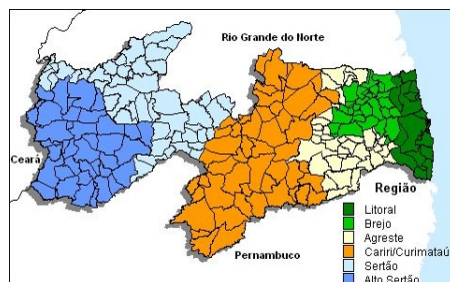 Rio Grande do Norte
Ceará
Pernambuco
Região
Litoral
Brejo
Agreste
Cariri/Curimataú
Sertão
Alto Sertão